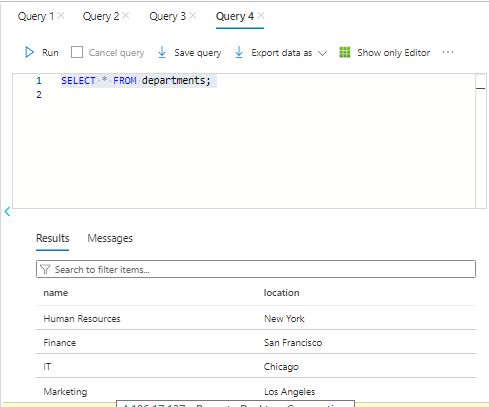 Query 1 Query 2 Query 3 Query 4
Run Cancel query Save query Export data as Show only Editor
1 SELECT * FROM departments;
2
Results Messages
Search to filter items...
name location
Human Resources New York
Finance San Francisco
IT Chicago
Marketing Los Angeles